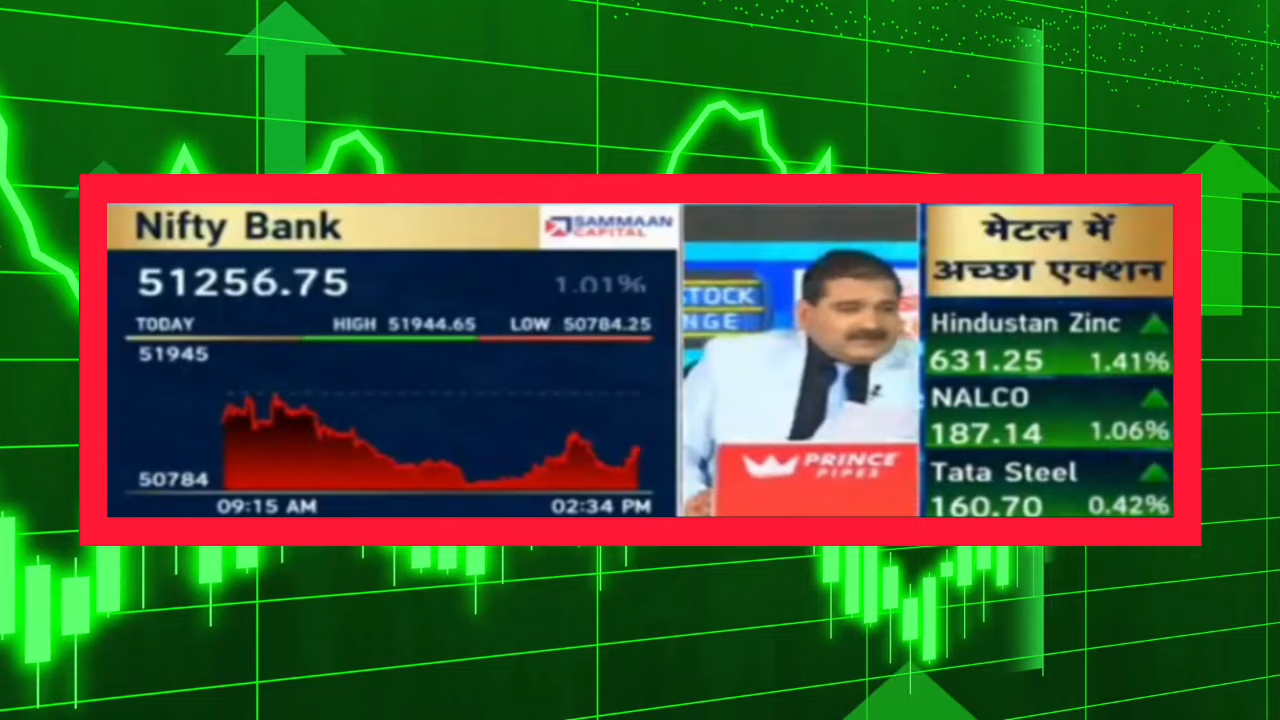 Nifty Bank
SAMMAAN
CAPITAL
51256.75
1.01%
TODAY
HIGH 51944.65
LOW 50784.25
51945
50784
09:15 AM
02:34 PM
STOCK
NGE
PRINCE
PIPES
मेटल में
अच्छा एक्शन
Hindustan Zinc
631.25 1.41%
NALCO
187.14 1.06%
Tata Steel
160.70 0.42%